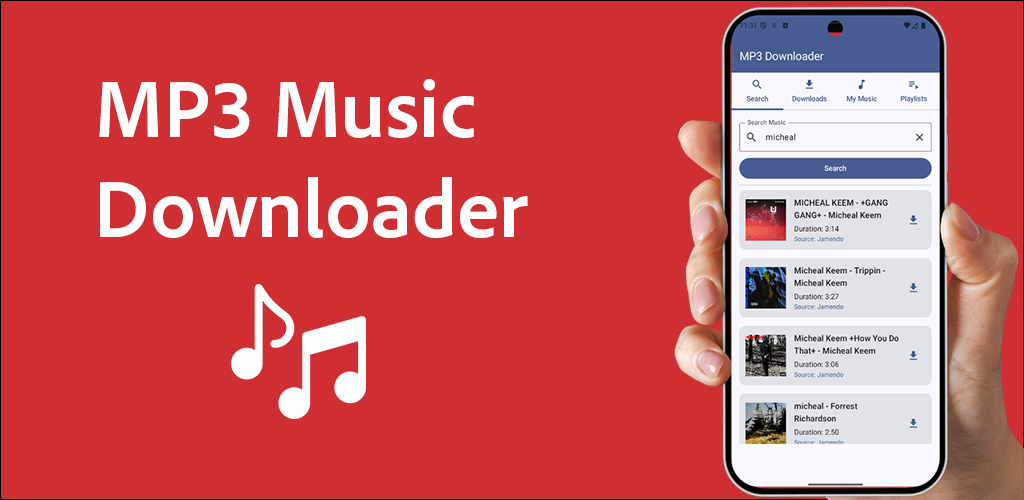 MP3 Music
Downloader
11:31
MP3 Downloader
Search
Downloads
My Music
Playlists
Search Music
micheal
Search
MICHEAL KEEM - +GANG
GANG+ - Micheal Keem
Duration: 3:14
Source: Jamendo
Micheal Keem - Trippin -
Micheal Keem
Duration: 3:27
Source: Jamendo
Micheal Keem +How You Do
That+ - Micheal Keem
Duration: 3:06
Source: Jamendo
micheal - Forrest
Richardson
Duration: 2:50
Source: Jamendo